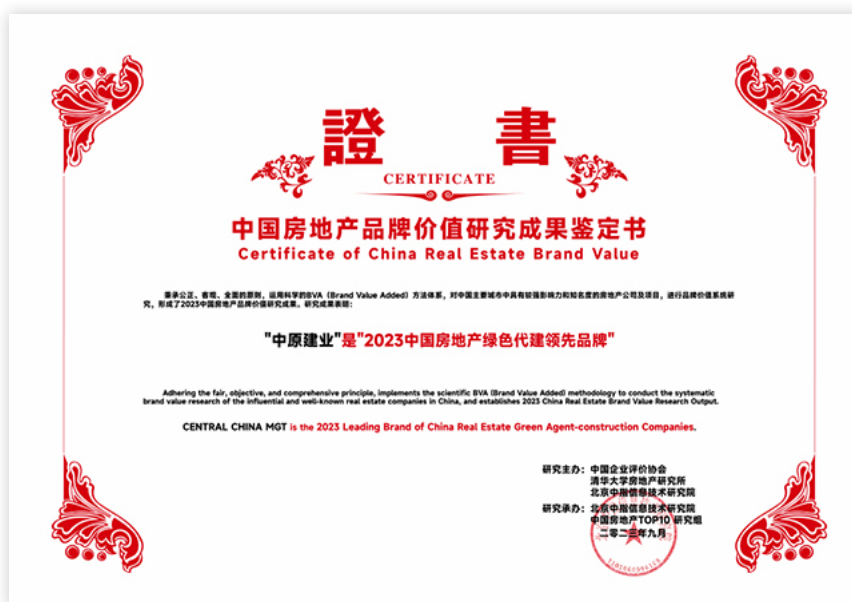 證書
CERTIFICATE
中国房地产品牌价值研究成果鉴定书
Certificate of China Real Estate Brand Value
秉承公正、客观、全面的原则，运用科学的BVA（Brand Value Added）方法体系，对中国主要城市中具有较强影响力和知名度的房地产公司及项目，进行品牌价值系统研
究，形成了2023中国房地产品牌价值研究成果。研究成果表明：
"中原建业"是"2023中国房地产绿色代建领先品牌"
Adhering the fair, objective, and comprehensive principle, implements the scientific BVA (Brand Value Added) methodology to conduct the systematic
brand value research of the influential and well-known real estate companies in China, and establishes 2023 China Real Estate Brand Value Research Output.
CENTRAL CHINA MGT is the 2023 Leading Brand of China Real Estate Green Agent-construction Companies.
研究主办：中国企业评价协会
清华大学房地产研究所
北京中指信息技术研究院
研究承办：北京中指信息技术研究院
中国房地产TOP10 研究组
二零二三年九月